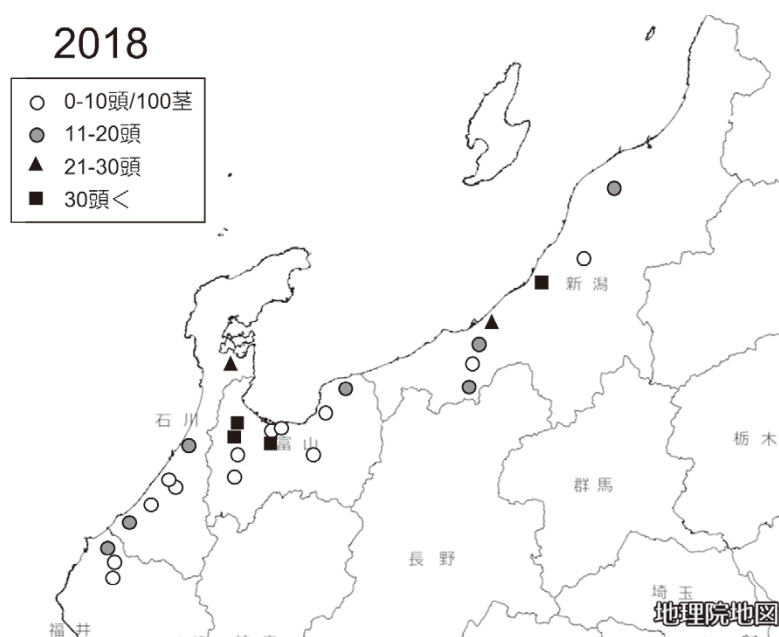 2018
0-10頭/100茎
11-20頭
21-30頭
30頭く
新潟
石川
富山
栃木
群馬
長野
埼玉
福井
地理院地図